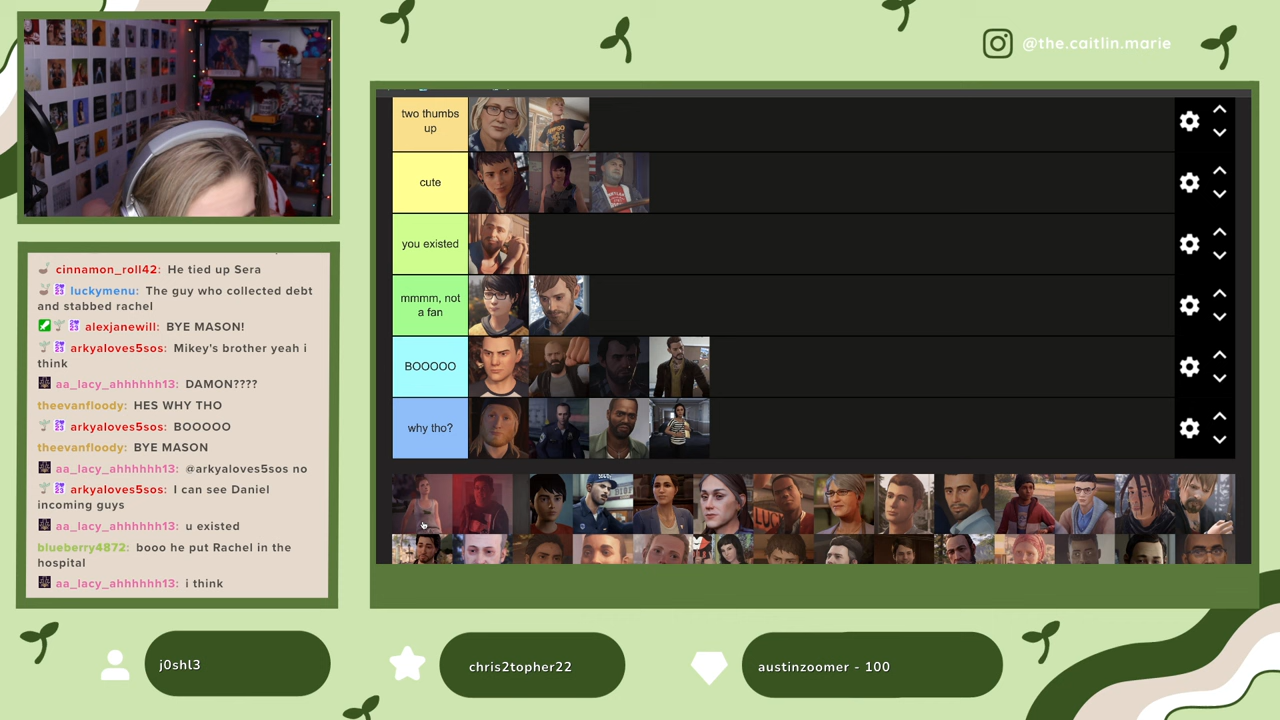 @the.caitlin.marie
two thumbs
up
cute
you existed
mmmm, not
a fan
BOOOOO
why tho?
cinnamon_roll42: He tied up Sera
luckymenu: The guy who collected debt
and stabbed rachel
alexjanewill: BYE MASON!
arkyaloves5sos: Mikey's brother yeah i
think
aa_lacy_ahhhhhh13: DAMON????
theevanfloody: HES WHY THO
arkyaloves5sos: BOOOOO
theevanfloody: BYE MASON
aa_lacy_ahhhhhh13: @arkyaloves5sos no
arkyaloves5sos: I can see Daniel
incoming guys
aa_lacy_ahhhhhh13: u existed
blueberry4872: booo he put Rachel in the
hospital
aa_lacy_ahhhhhh13: i think
j0shl3
chris2topher22
austinzoomer - 100